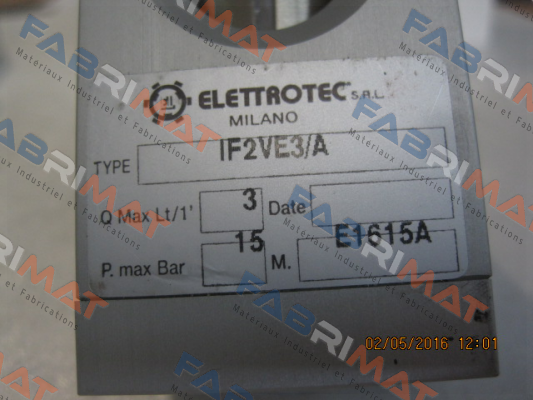 ELETTROTEC S.R.L.
MILANO
TYPE IF2VE3/A
Q Max Lt/1' 3 Date
P. max Bar 15 M. E1615A
02/05/2016 12:01
FABRIMAT
Materiaux Industriel et Fabrications